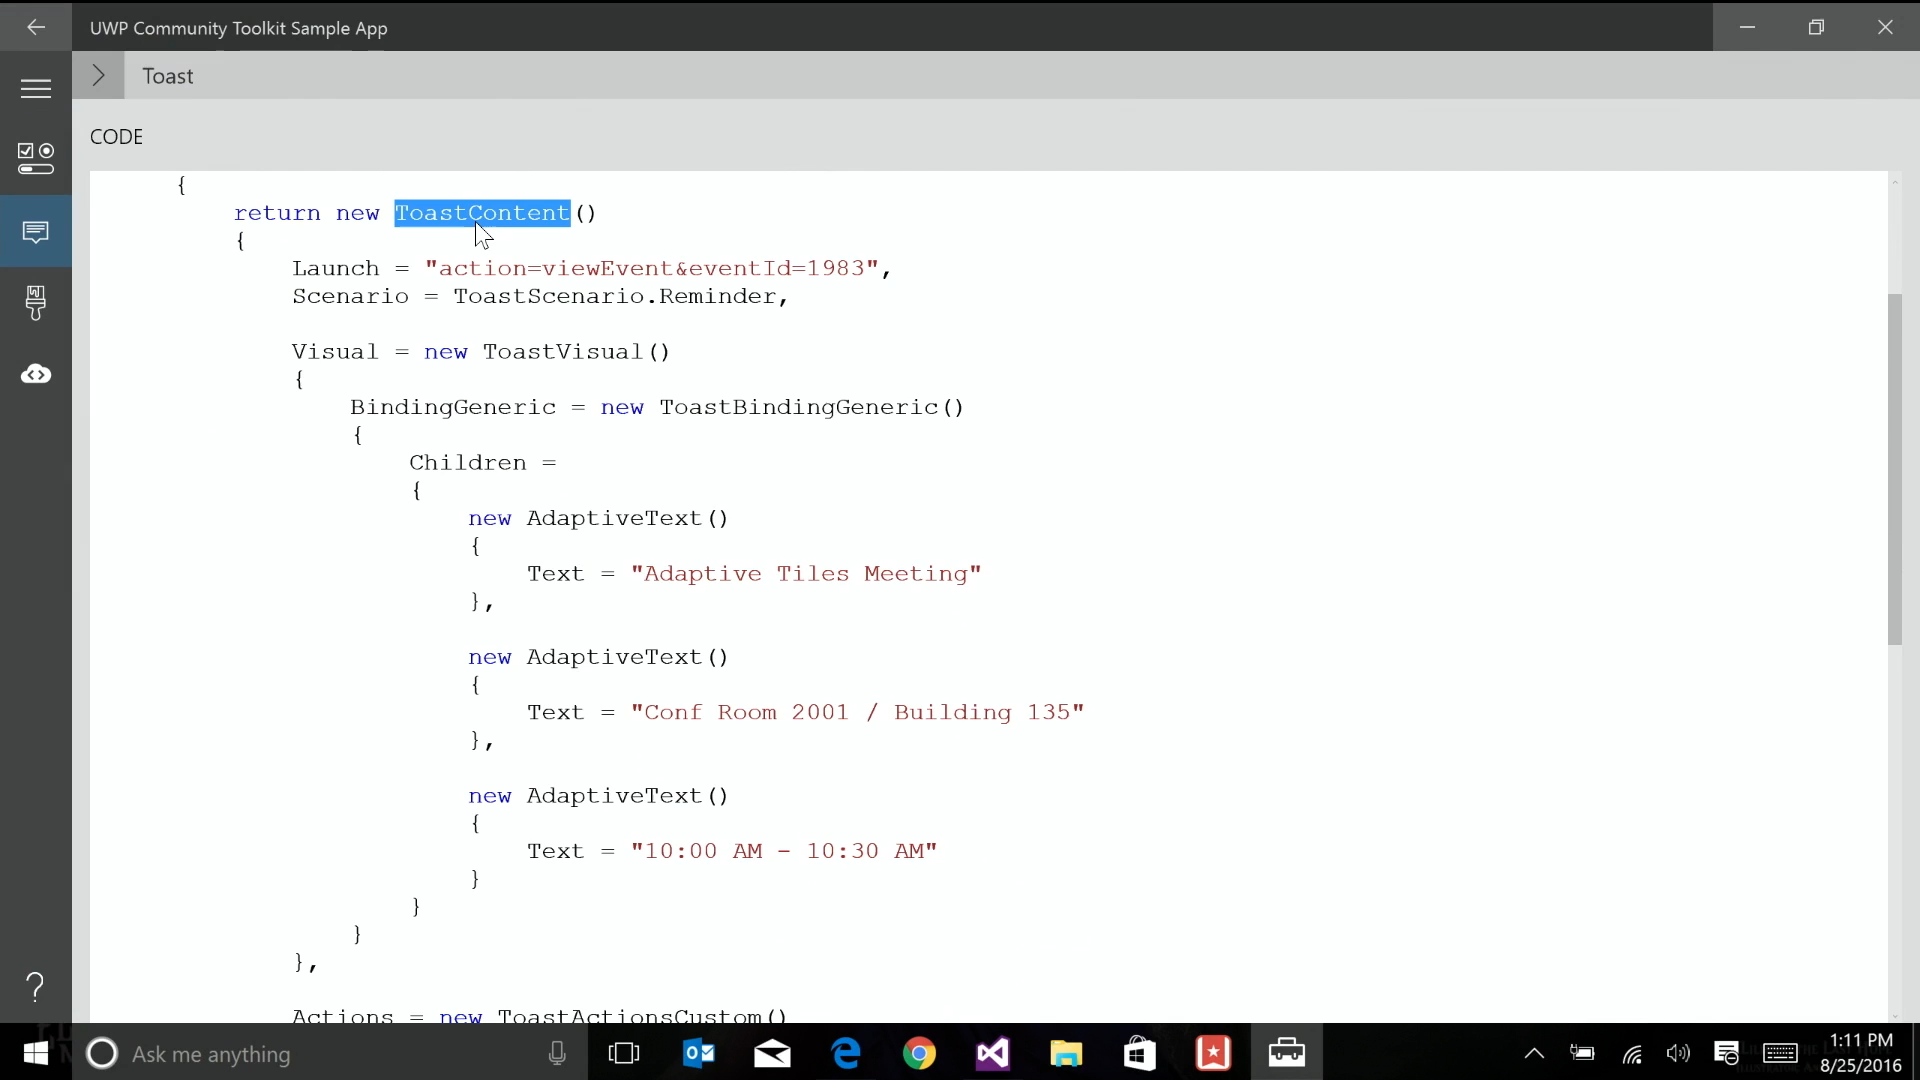 UWP Community Toolkit Sample App
Toast
CODE
{
return new ToastContent()
{
Launch = "action=viewEvent&eventId=1983",
Scenario = ToastScenario.Reminder,
Visual = new ToastVisual()
{
BindingGeneric = new ToastBindingGeneric()
{
Children =
{
new AdaptiveText()
{
Text = "Adaptive Tiles Meeting"
},
new AdaptiveText()
{
Text = "Conf Room 2001 / Building 135"
},
new AdaptiveText()
{
Text = "10:00 AM - 10:30 AM"
}
}
}
},
Actions = new ToastActionsCustom()
Ask me anything
1:11 PM
8/25/2016